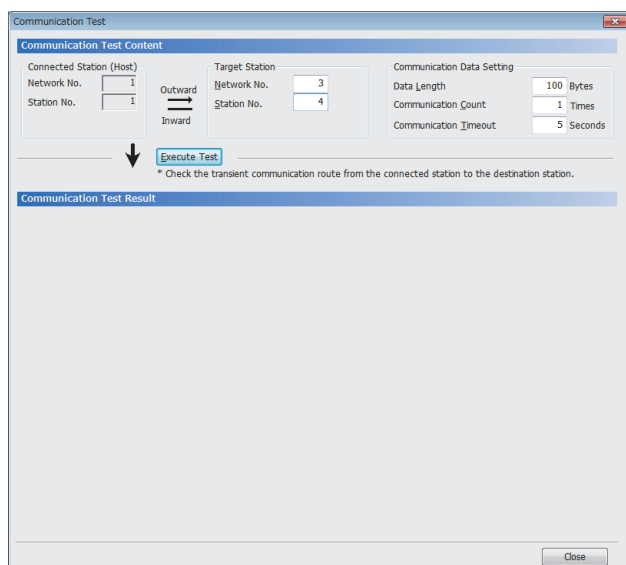 Communication Test
Communication Test Content
Connected Station (Host)
Network No. 1
Station No. 1
Outward
Inward
Target Station
Network No. 3
Station No. 4
Communication Data Setting
Data Length 100 Bytes
Communication Count 1 Times
Communication Timeout 5 Seconds
Execute Test
* Check the transient communication route from the connected station to the destination station.
Communication Test Result
Close